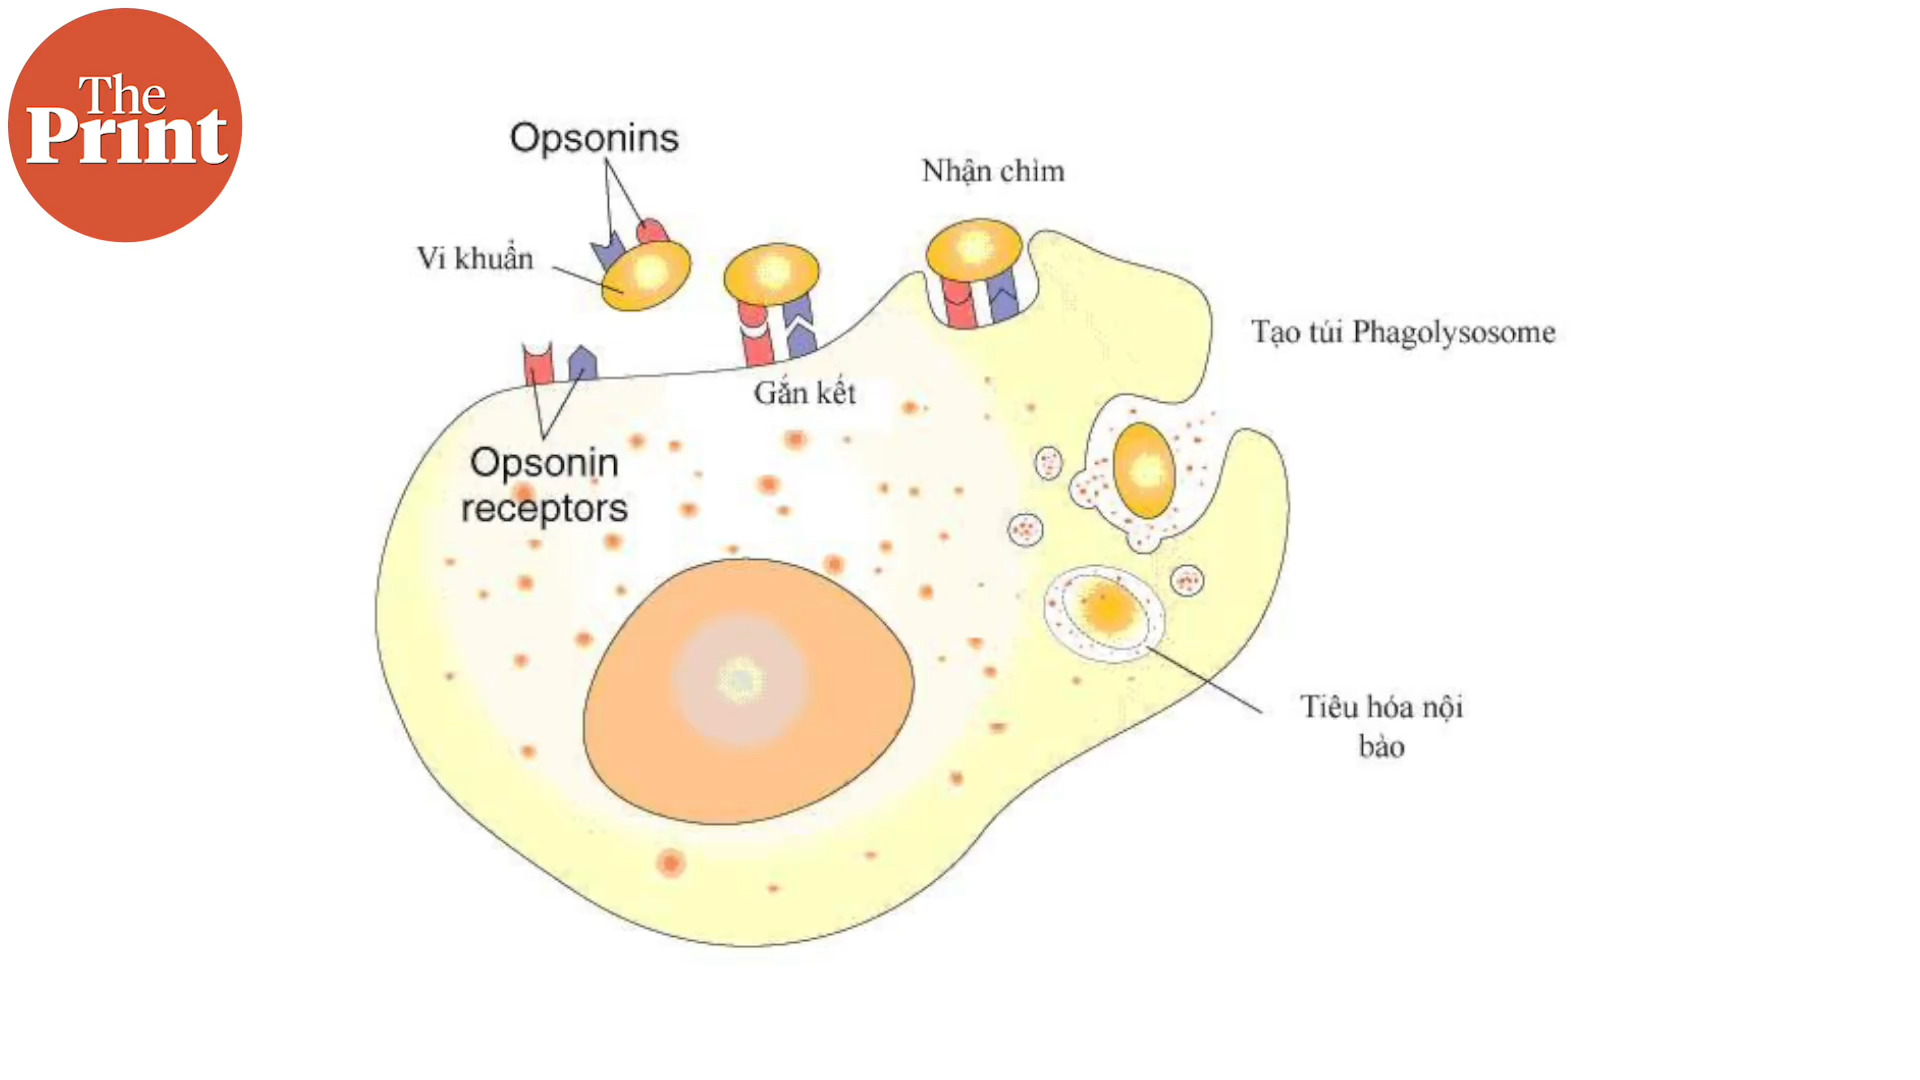 The
Print
Opsonins
Nhận chìm
Vi khuẩn
Tạo túi Phagolysosome
Gắn kết
Opsonin
receptors
Tiêu hóa nội
bào